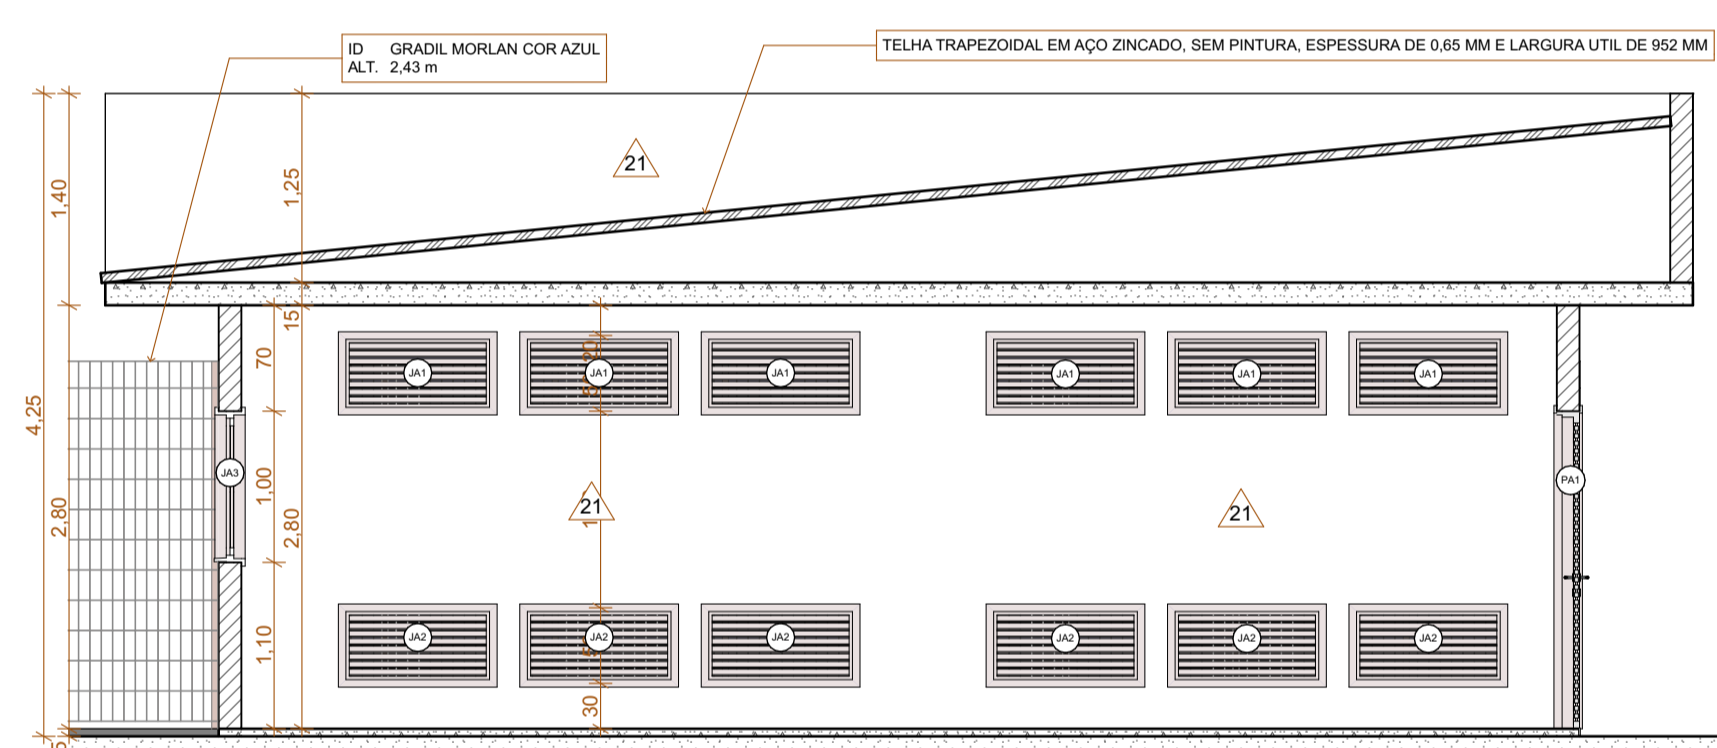 ID GRADIL MORLAN COR AZUL
ALT. 2,43 m
TELHA TRAPEZOIDAL EM AÇO ZINCADO, SEM PINTURA, ESPESSURA DE 0,65 MM E LARGURA UTIL DE 952 MM
21
1,40
1,25
15
70
JA1
JA1
JA1
JA1
JA1
JA1
4,25
2,80
JA3
1,00
2,80
21
21
PA1
1,10
JA2
JA2
JA2
JA2
JA2
JA2
30